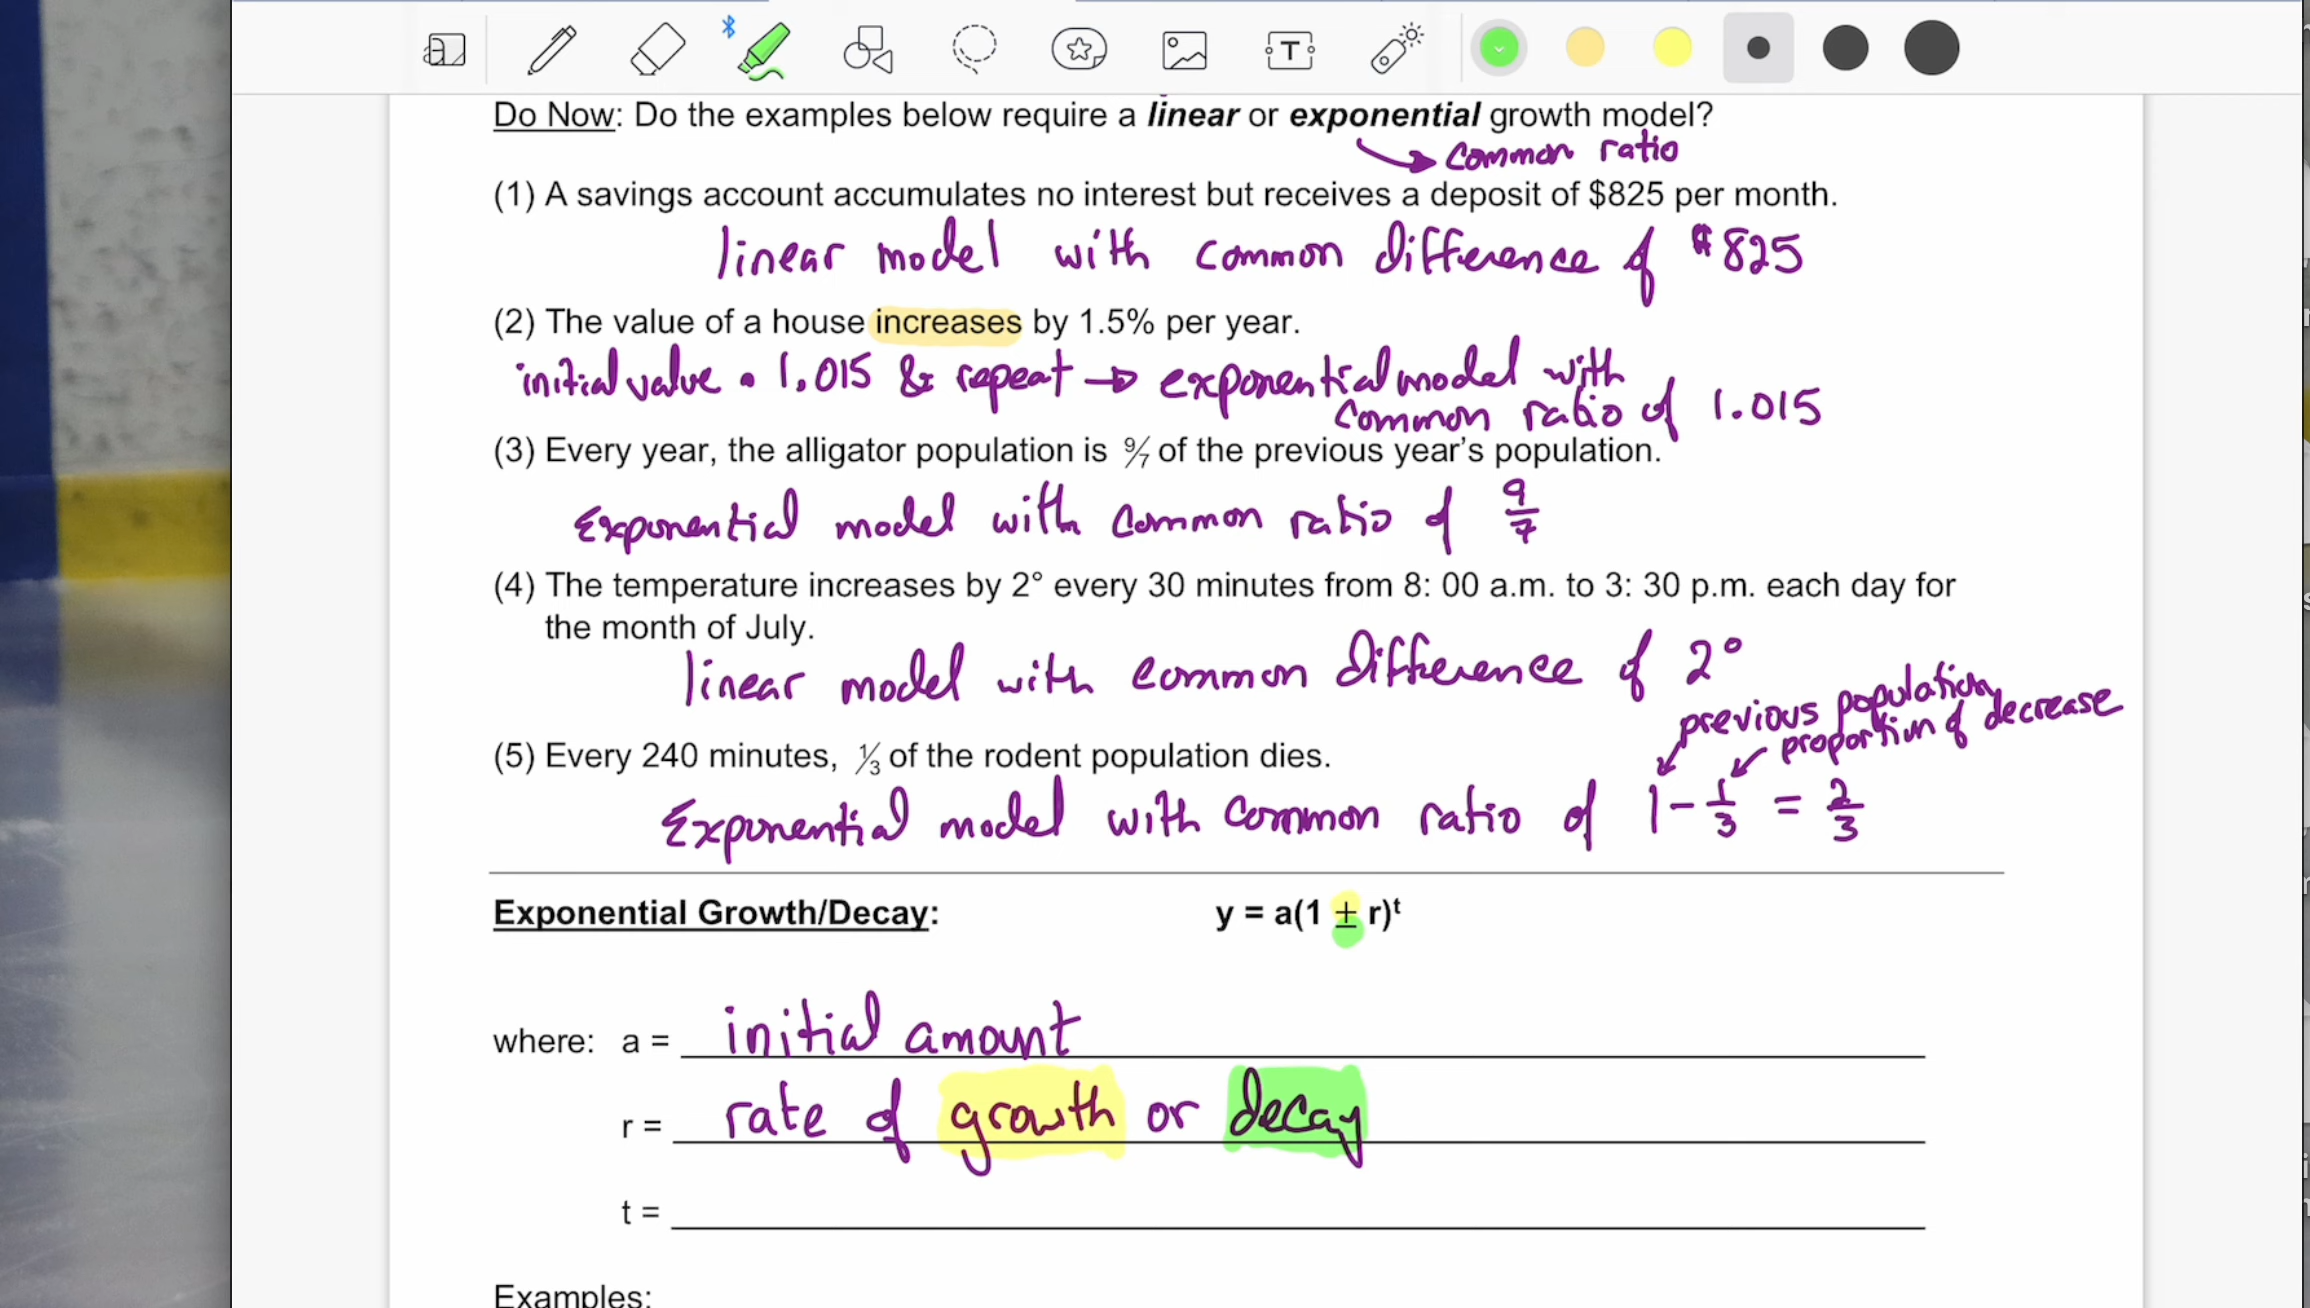 Do Now: Do the examples below require a linear or exponential growth model?
common ratio
(1) A savings account accumulates no interest but receives a deposit of $825 per month.
linear model with common difference of $825
(2) The value of a house increases by 1.5% per year.
initial value • 1.015 & repeat → exponential model with
common ratio of 1.015
(3) Every year, the alligator population is 9/7 of the previous year's population.
Exponential model with common ratio of 9/7
(4) The temperature increases by 2° every 30 minutes from 8: 00 a.m. to 3: 30 p.m. each day for
the month of July.
linear model with common difference of 2°
previous population
proportion of decrease
(5) Every 240 minutes, 1/3 of the rodent population dies.
Exponential model with common ratio of 1 - 1/3 = 2/3
Exponential Growth/Decay: y = a(1 ± r)ᵗ
where: a = initial amount
r = rate of growth or decay
t =
Examples: